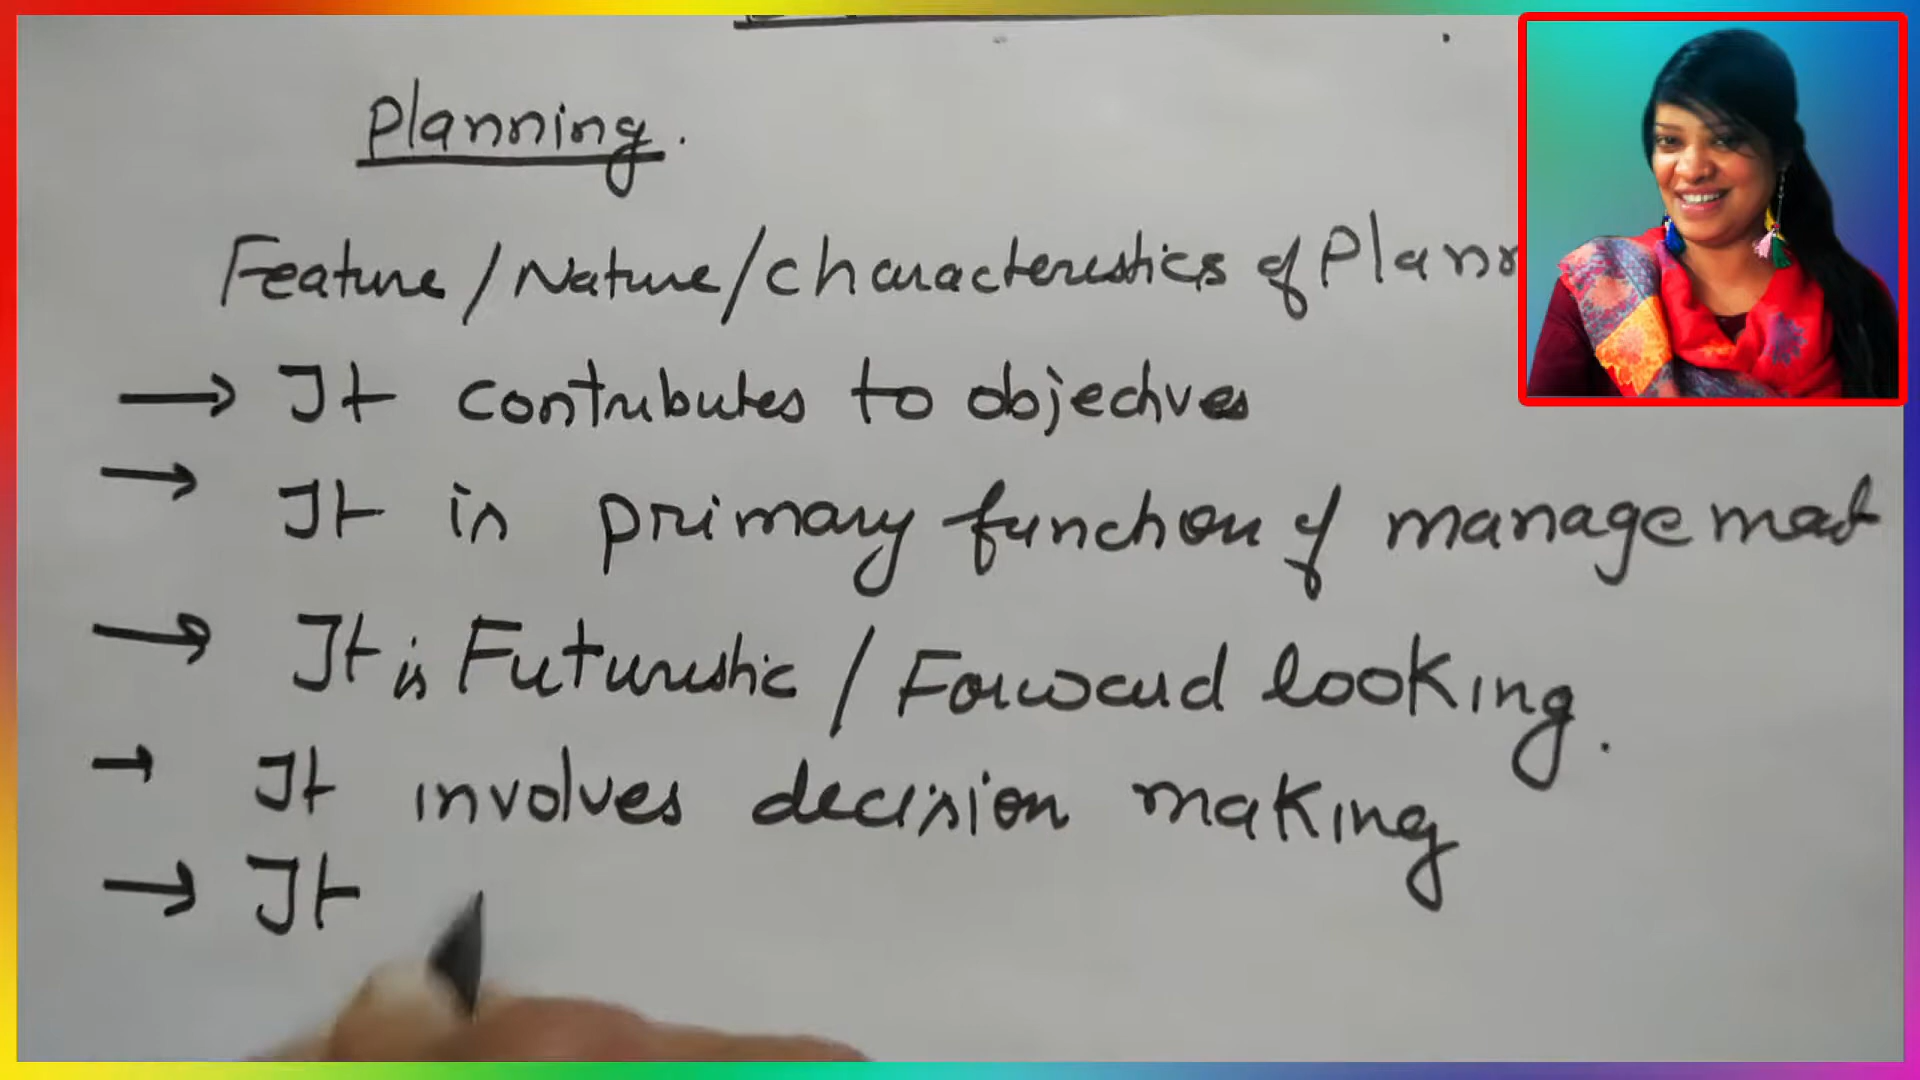 Planning.
Feature/Nature/characteristics of Plann
→ It contributes to objectives
→ It is primary function of management
→ It is Futuristic / Forward looking.
→ It involves decision making
→ It